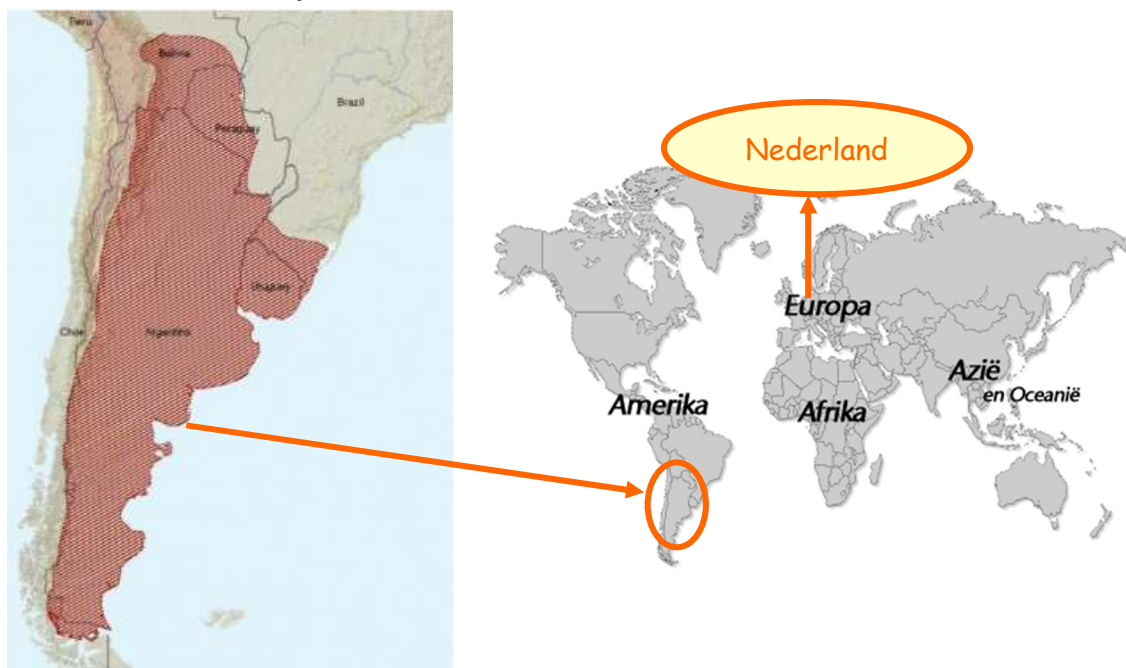 Peru
Bolivia
Brazil
Paraguay
Uruguay
Chile
Argentina
Nederland
Europa
Azië
en Oceanië
Amerika
Afrika